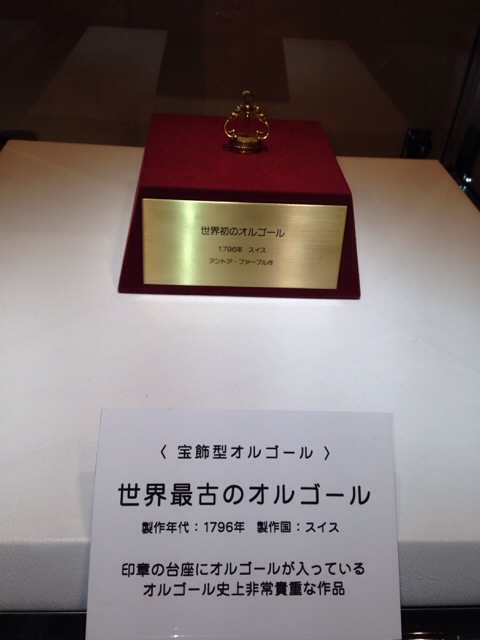 世界初のオルゴール
1796年 スイス
アントア・ファーブル作
〈 宝飾型オルゴール 〉
世界最古のオルゴール
製作年代：1796年 製作国：スイス
印章の台座にオルゴールが入っている
オルゴール史上非常貴重な作品